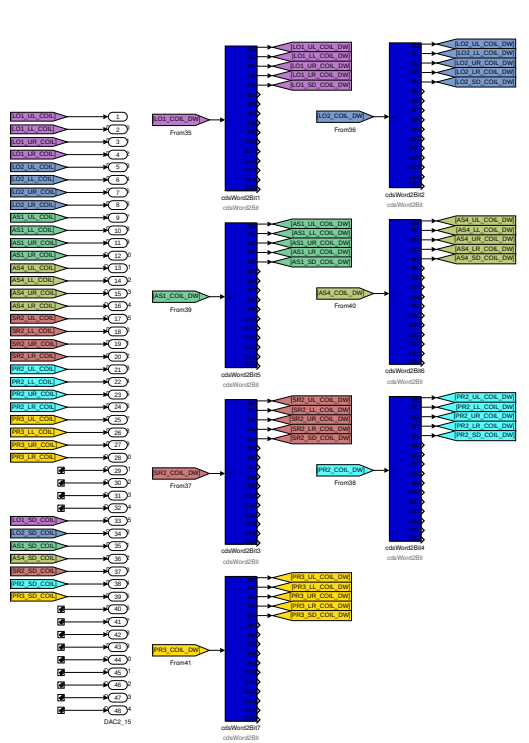 [LO1_UL_COIL] 1
[LO1_LL_COIL] 2
[LO1_UR_COIL] 3
[LO1_LR_COIL] 4
[LO2_UL_COIL] 5
[LO2_LL_COIL] 6
[LO2_UR_COIL] 7
[LO2_LR_COIL] 8
[AS1_UL_COIL] 9
[AS1_LL_COIL] 10
[AS1_UR_COIL] 11
[AS1_LR_COIL] 12
[AS4_UL_COIL] 13
[AS4_LL_COIL] 14
[AS4_UR_COIL] 15
[AS4_LR_COIL] 16
[SR2_UL_COIL] 17
[SR2_LL_COIL] 18
[SR2_UR_COIL] 19
[SR2_LR_COIL] 20
[PR2_UL_COIL] 21
[PR2_LL_COIL] 22
[PR2_UR_COIL] 23
[PR2_LR_COIL] 24
[PR3_UL_COIL] 25
[PR3_LL_COIL] 26
[PR3_UR_COIL] 27
[PR3_LR_COIL] 28
29
30
31
32
[LO1_SD_COIL] 33
[LO2_SD_COIL] 34
[AS1_SD_COIL] 35
[AS4_SD_COIL] 36
[SR2_SD_COIL] 37
[PR2_SD_COIL] 38
[PR3_SD_COIL] 39
40
41
42
43
44
45
46
47
48
DAC2_15
[LO1_COIL_DW]
From35
[LO1_UL_COIL_DW]
[LO1_LL_COIL_DW]
[LO1_UR_COIL_DW]
[LO1_LR_COIL_DW]
[LO1_SD_COIL_DW]
cdsWord2Bit1
cdsWord2Bit
[LO2_COIL_DW]
From36
[LO2_UL_COIL_DW]
[LO2_LL_COIL_DW]
[LO2_UR_COIL_DW]
[LO2_LR_COIL_DW]
[LO2_SD_COIL_DW]
cdsWord2Bit2
cdsWord2Bit
[AS1_COIL_DW]
From39
[AS1_UL_COIL_DW]
[AS1_LL_COIL_DW]
[AS1_UR_COIL_DW]
[AS1_LR_COIL_DW]
[AS1_SD_COIL_DW]
cdsWord2Bit5
cdsWord2Bit
[AS4_COIL_DW]
From40
[AS4_UL_COIL_DW]
[AS4_LL_COIL_DW]
[AS4_UR_COIL_DW]
[AS4_LR_COIL_DW]
[AS4_SD_COIL_DW]
cdsWord2Bit6
cdsWord2Bit
[SR2_COIL_DW]
From37
[SR2_UL_COIL_DW]
[SR2_LL_COIL_DW]
[SR2_UR_COIL_DW]
[SR2_LR_COIL_DW]
[SR2_SD_COIL_DW]
cdsWord2Bit3
cdsWord2Bit
[PR2_COIL_DW]
From38
[PR2_UL_COIL_DW]
[PR2_LL_COIL_DW]
[PR2_UR_COIL_DW]
[PR2_LR_COIL_DW]
[PR2_SD_COIL_DW]
cdsWord2Bit4
cdsWord2Bit
[PR3_COIL_DW]
From41
[PR3_UL_COIL_DW]
[PR3_LL_COIL_DW]
[PR3_UR_COIL_DW]
[PR3_LR_COIL_DW]
[PR3_SD_COIL_DW]
cdsWord2Bit7
cdsWord2Bit